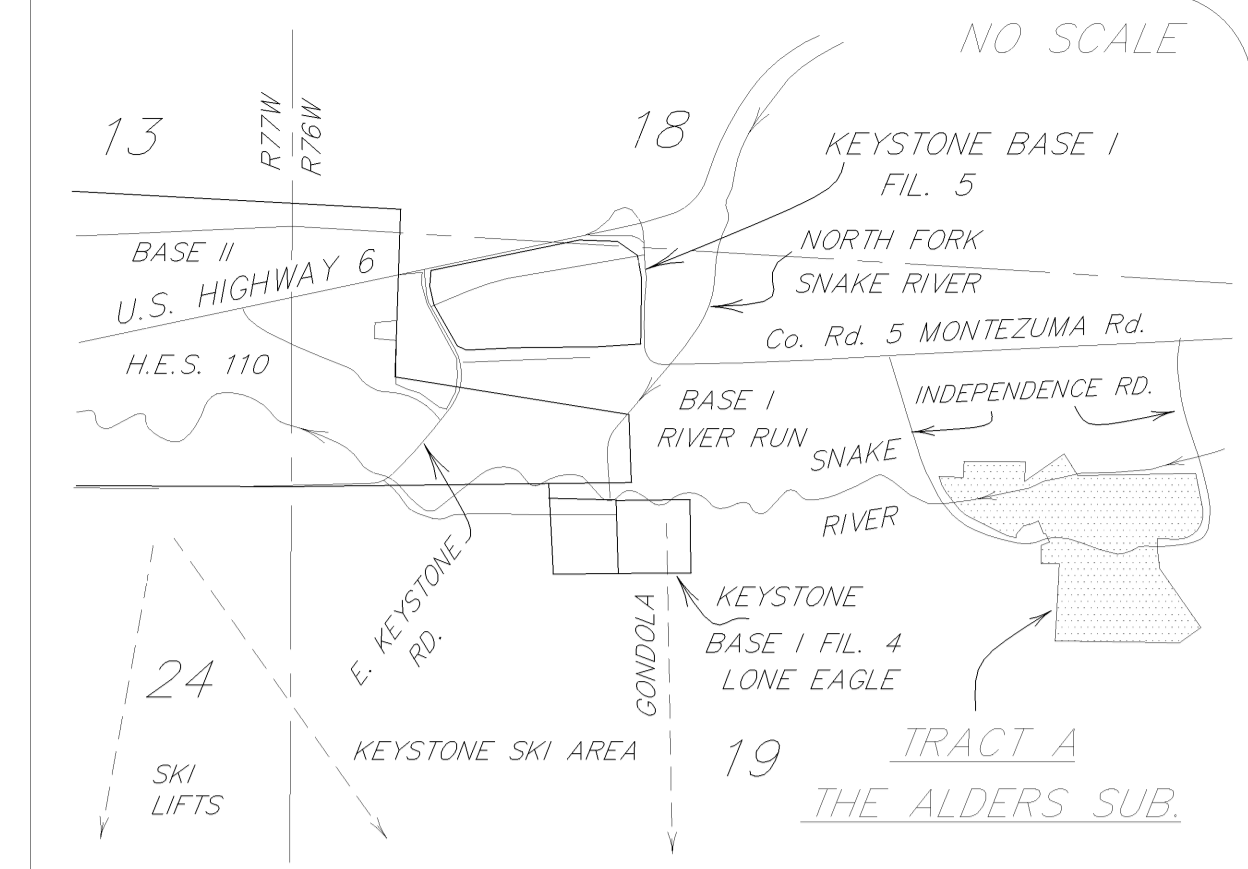 NO SCALE
13
R77W
R76W
18
KEYSTONE BASE I
FIL. 5
BASE II
U.S. HIGHWAY 6
NORTH FORK
SNAKE RIVER
Co. Rd. 5 MONTEZUMA Rd.
H.E.S. 110
BASE I
RIVER RUN
INDEPENDENCE RD.
SNAKE
RIVER
E. KEYSTONE
RD.
GONDOLA
KEYSTONE
BASE I FIL. 4
LONE EAGLE
24
SKI
LIFTS
KEYSTONE SKI AREA
19
TRACT A
THE ALDERS SUB.